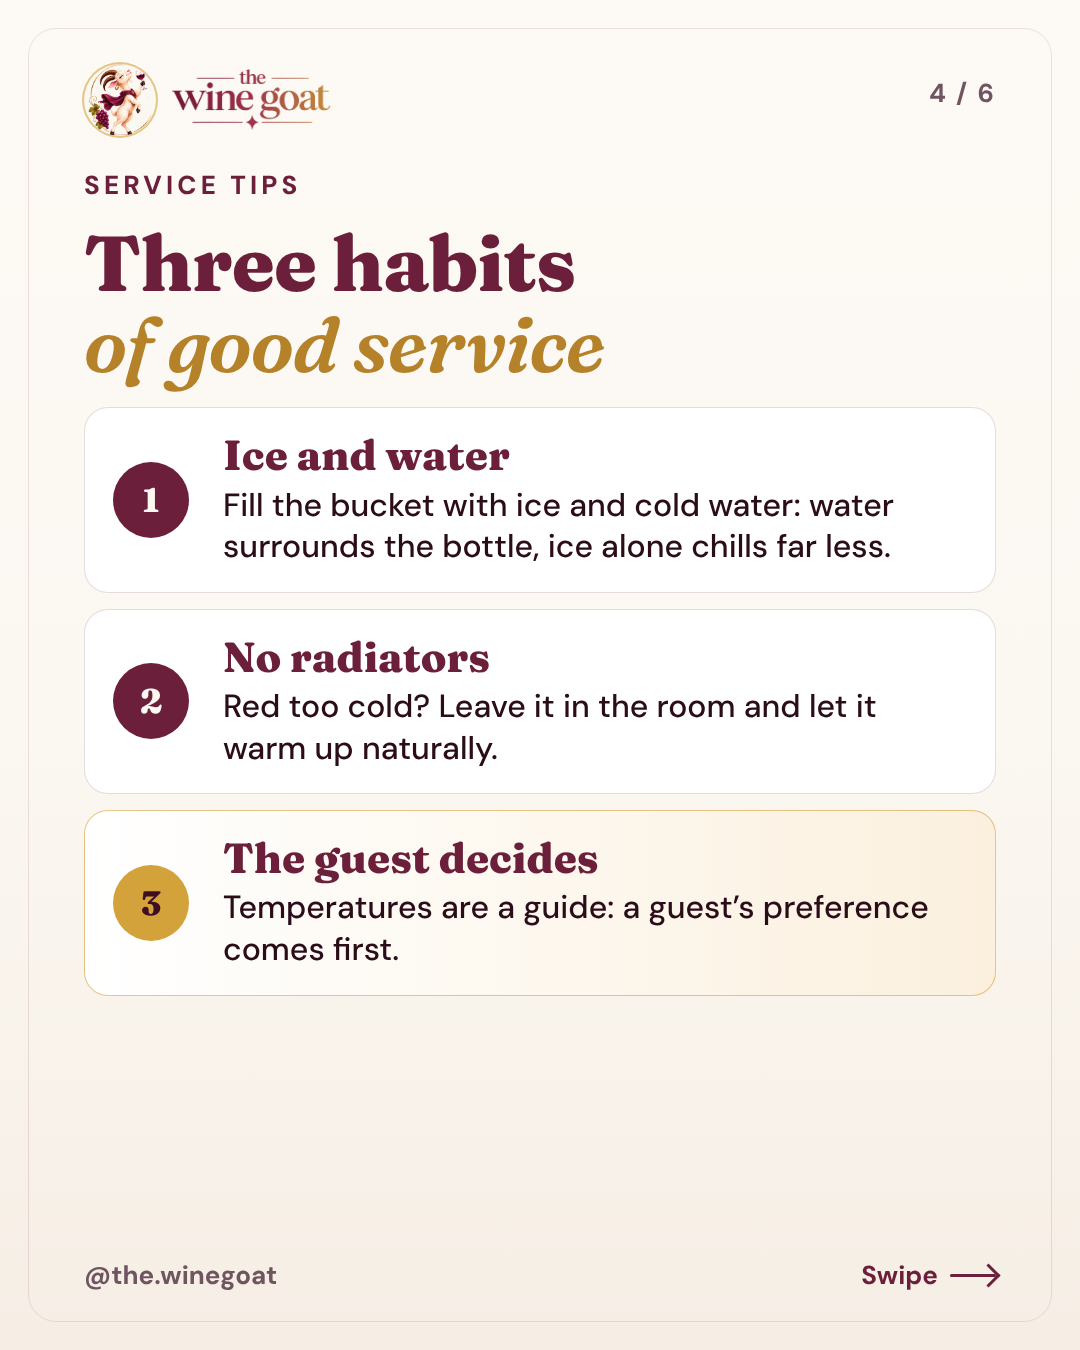 the
wine goat
4 / 6
SERVICE TIPS
Three habits
of good service
1
Ice and water
Fill the bucket with ice and cold water: water
surrounds the bottle, ice alone chills far less.
2
No radiators
Red too cold? Leave it in the room and let it
warm up naturally.
3
The guest decides
Temperatures are a guide: a guest’s preference
comes first.
@the.winegoat
Swipe